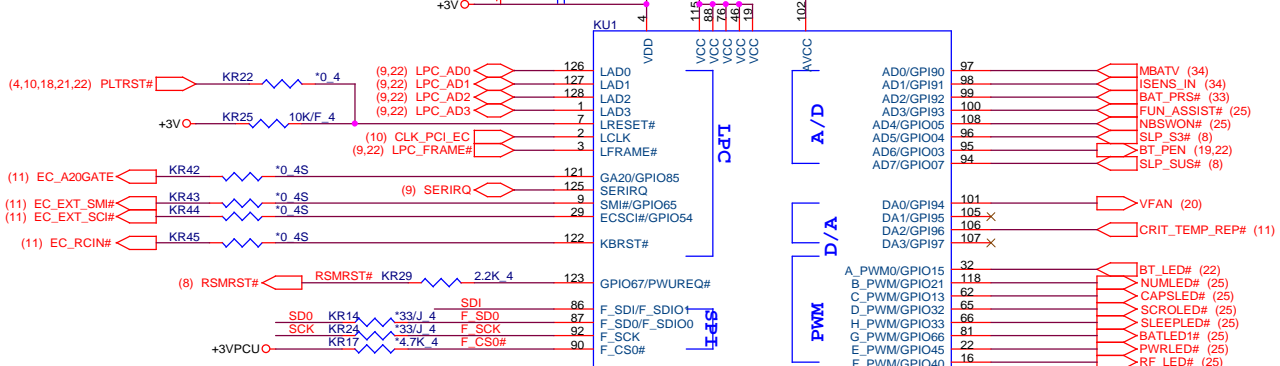 +3V
4
115
88
76
46
19
102
KU1
VDD
VCC
VCC
VCC
VCC
VCC
AVCC
(4,10,18,21,22) PLTRST# KR22 *0_4
+3V KR25 10K/F_4
(9,22) LPC_AD0 126 LAD0
(9,22) LPC_AD1 128 LAD1
(9,22) LPC_AD2 127 LAD2
(9,22) LPC_AD3 1 LAD3
7 LRESET#
(10) CLK_PCI_EC 2 LCLK
(9,22) LPC_FRAME# 3 LFRAME#
(11) EC_A20GATE KR42 *0_4S 121 GA20/GPIO85
(9) SERIRQ 125 SERIRQ
(11) EC_EXT_SMI# KR43 *0_4S 9 SMI#/GPIO65
(11) EC_EXT_SCI# KR44 *0_4S 29 ECSCI#/GPIO54
(11) EC_RCIN# KR45 *0_4S 122 KBRST#
(8) RSMRST# RSMRST# KR29 2.2K_4 123 GPIO67/PWUREQ#
SDI 86 F_SDI/F_SDIO1
SD0 KR14 *33/J_4 F_SD0 87 F_SD0/F_SDIO0
SCK KR24 *33/J_4 F_SCK 92 F_SCK
+3VPCU KR17 *4.7K_4 F_CS0# 90 F_CS0#
LPC
SPI
A/D
D/A
PWM
AD0/GPI90 97 MBATV (34)
AD1/GPI91 98 ISENS_IN (34)
AD2/GPI92 99 BAT_PRS# (33)
AD3/GPI93 100 FUN_ASSIST# (25)
AD4/GPIO05 108 NBSWON# (25)
AD5/GPIO04 96 SLP_S3# (8)
AD6/GPIO03 95 BT_PEN (19,22)
AD7/GPIO07 94 SLP_SUS# (8)
DA0/GPI94 101 VFAN (20)
DA1/GPI95 105
DA2/GPI96 106 CRIT_TEMP_REP# (11)
DA3/GPI97 107
A_PWM0/GPIO15 32 BT_LED# (22)
B_PWM/GPIO21 118 NUMLED# (25)
C_PWM/GPIO13 62 CAPSLED# (25)
D_PWM/GPIO32 65 SCROLED# (25)
H_PWM/GPIO33 66 SLEEPLED# (25)
G_PWM/GPIO66 81 BATLED1# (25)
E_PWM/GPIO45 22 PWRLED# (25)
F_PWM/GPIO40 16 RF_LED# (25)